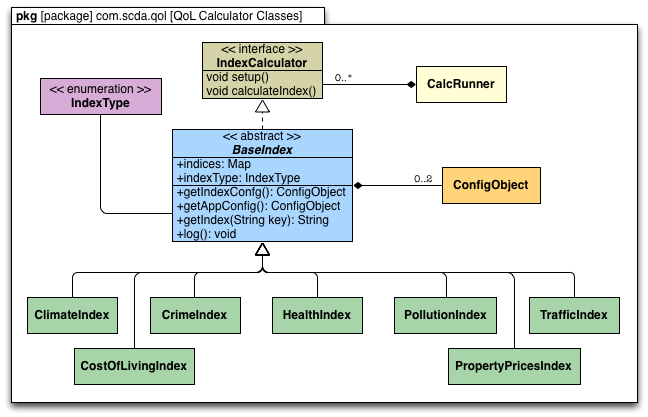 pkg [package] com.scda.qol [QoL Calculator Classes]
<< interface >>
IndexCalculator
void setup()
void calculateIndex()
0..*
CalcRunner
<< enumeration >>
IndexType
<< abstract >>
BaseIndex
+indices: Map
+indexType: IndexType
+getIndexConfg(): ConfigObject
+getAppConfig(): ConfigObject
+getIndex(String key): String
+log(): void
0..2
ConfigObject
ClimateIndex
CrimeIndex
HealthIndex
PollutionIndex
TrafficIndex
CostOfLivingIndex
PropertyPricesIndex